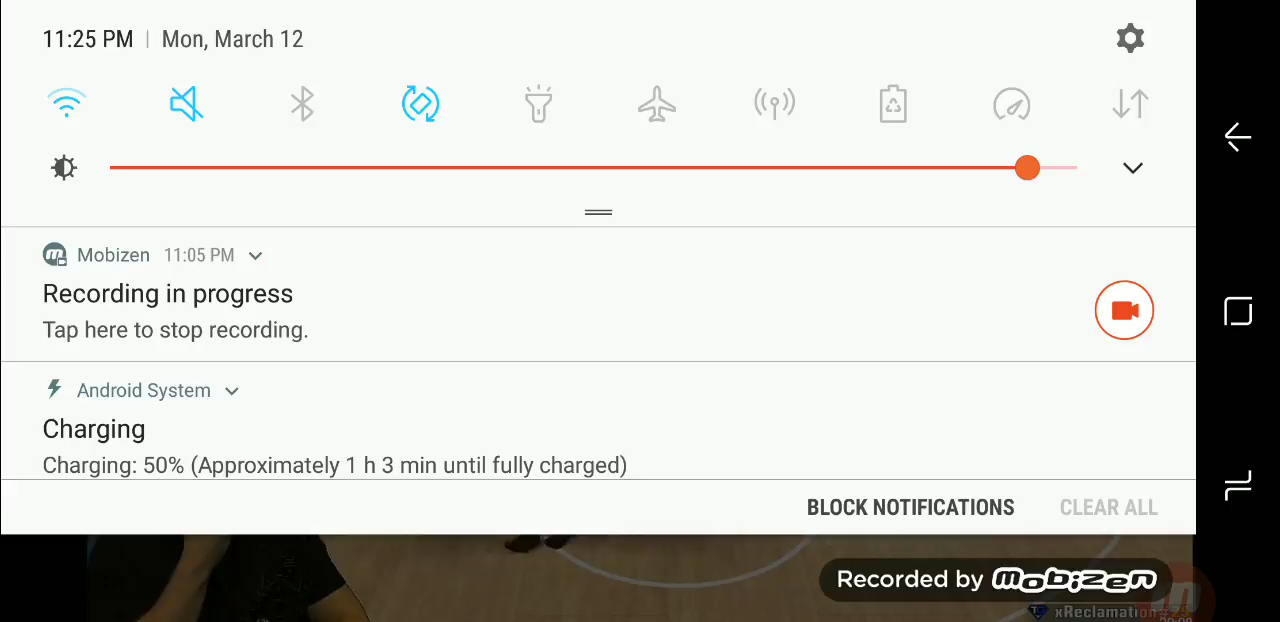 11:25 PM | Mon, March 12
Mobizen 11:05 PM
Recording in progress
Tap here to stop recording.
Android System
Charging
Charging: 50% (Approximately 1 h 3 min until fully charged)
BLOCK NOTIFICATIONS CLEAR ALL
Recorded by mobizen